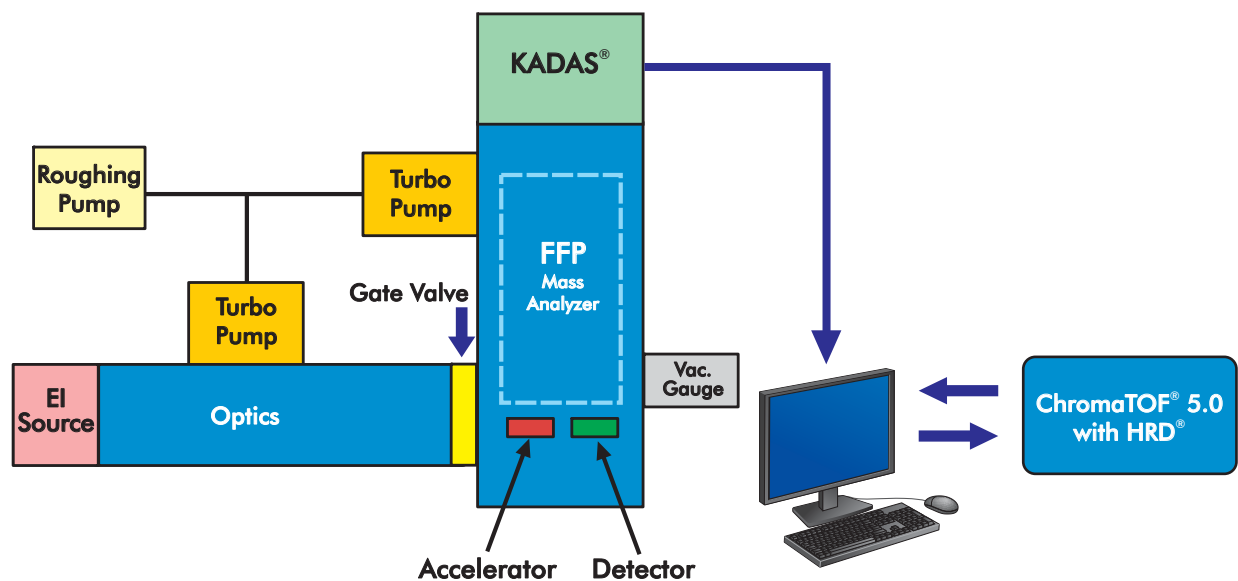 KADAS®
Roughing
Pump
Turbo
Pump
FFP
Mass
Analyzer
Gate Valve
Turbo
Pump
Vac.
Gauge
EI
Source
Optics
ChromaTOF® 5.0
with HRD®
Accelerator
Detector